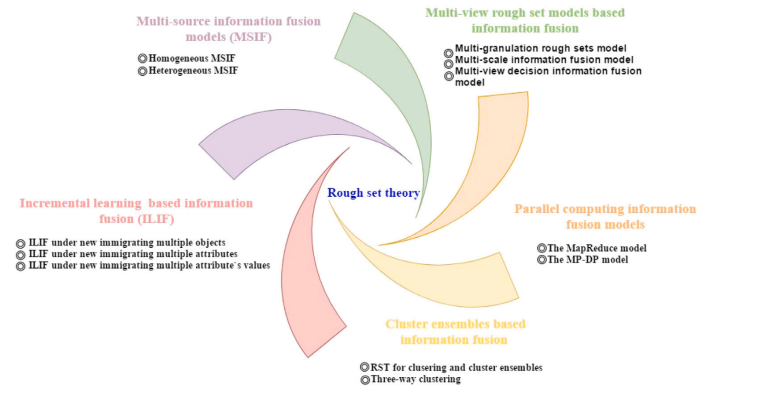 Multi-source information fusion
models (MSIF)
◎Homogeneous MSIF
◎Heterogeneous MSIF
Multi-view rough set models based
information fusion
◎Multi-granulation rough sets model
◎Multi-scale information fusion model
◎Multi-view decision information fusion
model
Rough set theory
Incremental learning based information
fusion (ILIF)
◎ ILIF under new immigrating multiple objects
◎ ILIF under new immigrating multiple attributes
◎ ILIF under new immigrating multiple attribute`s values
Parallel computing information
fusion models
◎The MapReduce model
◎The MP-DP model
Cluster ensembles based
information fusion
◎RST for clusering and cluster ensembles
◎Three-way clustering